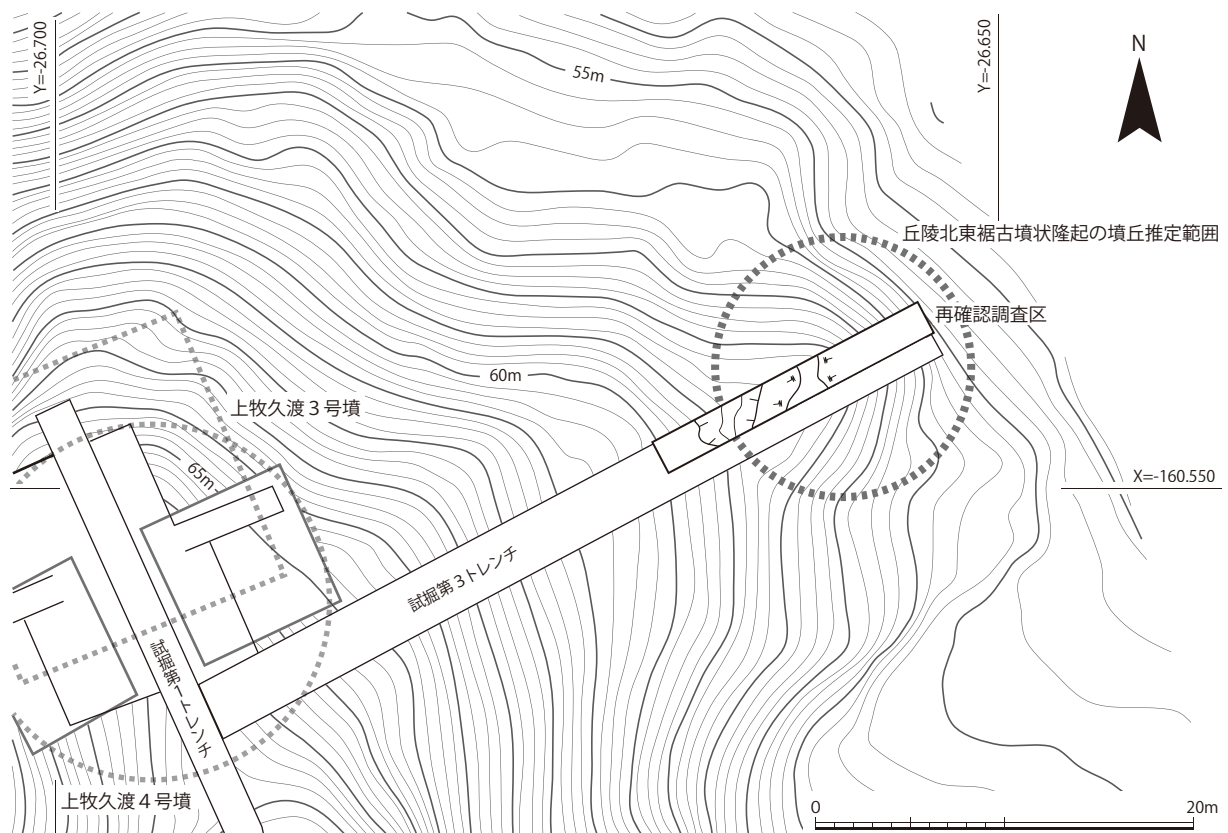 Y=-26.700
Y=-26.650
N
55m
丘陵北東裾古墳状隆起の墳丘推定範囲
再確認調査区
60m
上牧久渡３号墳
65m
X=-160.550
試掘第３トレンチ
試掘第１トレンチ
上牧久渡４号墳
0
20m